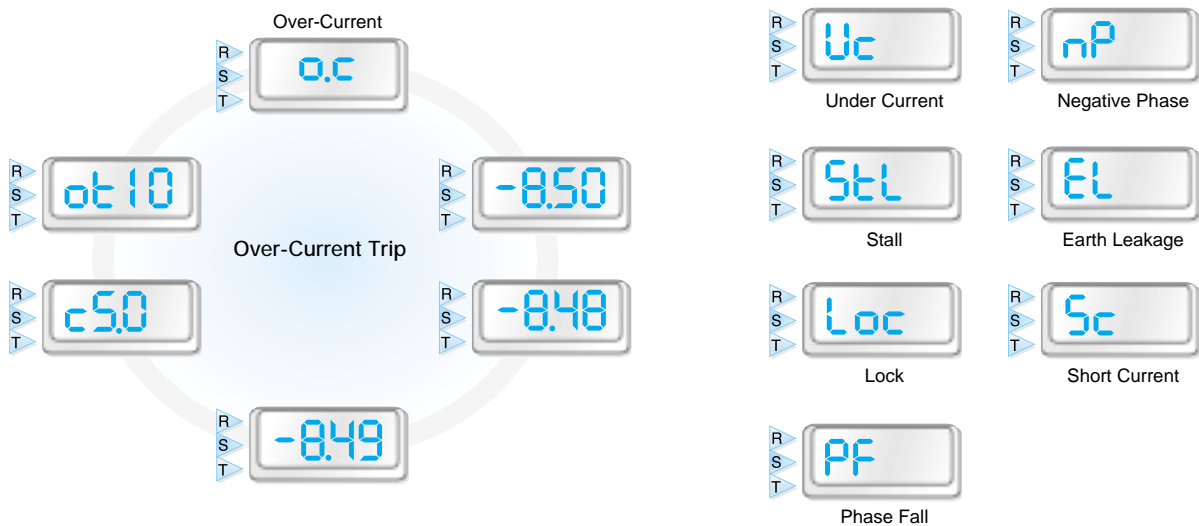 Over-Current
R
S
T
o.c
R
S
T
ot10
R
S
T
-8.50
Over-Current Trip
R
S
T
c5.0
R
S
T
-8.48
R
S
T
-8.49
R
S
T
Uc
Under Current
R
S
T
nP
Negative Phase
R
S
T
StL
Stall
R
S
T
EL
Earth Leakage
R
S
T
Loc
Lock
R
S
T
Sc
Short Current
R
S
T
PF
Phase Fall